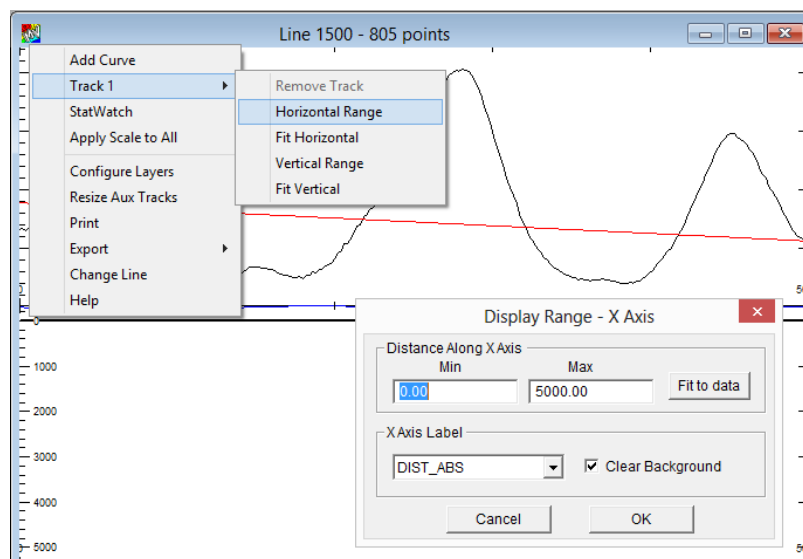 Line 1500 - 805 points
Add Curve
Track 1
StatWatch
Apply Scale to All
Configure Layers
Resize Aux Tracks
Print
Export
Change Line
Help
Remove Track
Horizontal Range
Fit Horizontal
Vertical Range
Fit Vertical
0
1000
2000
3000
4000
5000
Display Range - X Axis
Distance Along X Axis
Min
Max
0.00
5000.00
Fit to data
X Axis Label
DIST_ABS
Clear Background
Cancel
OK